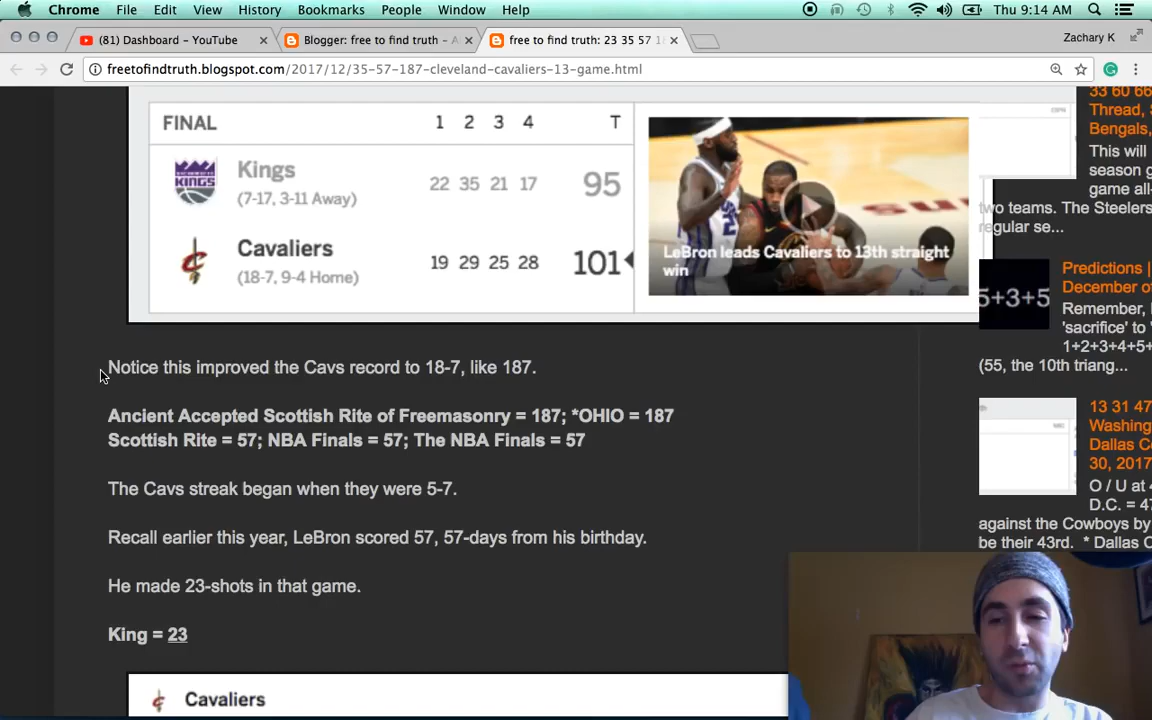 Chrome File Edit View History Bookmarks People Window Help Thu 9:14 AM
(81) Dashboard – YouTube Blogger: free to find truth – A free to find truth: 23 35 57 1 Zachary K
freetofindtruth.blogspot.com/2017/12/35-57-187-cleveland-cavaliers-13-game.html
FINAL 1 2 3 4 T
Kings 22 35 21 17 95
(7-17, 3-11 Away)
Cavaliers 19 29 25 28 101
(18-7, 9-4 Home)
LeBron leads Cavaliers to 13th straight
win
Notice this improved the Cavs record to 18-7, like 187.
Ancient Accepted Scottish Rite of Freemasonry = 187; *OHIO = 187
Scottish Rite = 57; NBA Finals = 57; The NBA Finals = 57
The Cavs streak began when they were 5-7.
Recall earlier this year, LeBron scored 57, 57-days from his birthday.
He made 23-shots in that game.
King = 23
Cavaliers
33 60 66
Thread,
Bengals,
This will
season g
game all-
two teams. The Steelers
regular se...
5+3+5
Predictions |
December of
Remember,
'sacrifice' to
1+2+3+4+5+
(55, the 10th triang...
13 31 47
Washing
Dallas C
30, 2017
O / U at 4
D.C. = 47
against the Cowboys by
be their 43rd. * Dallas C